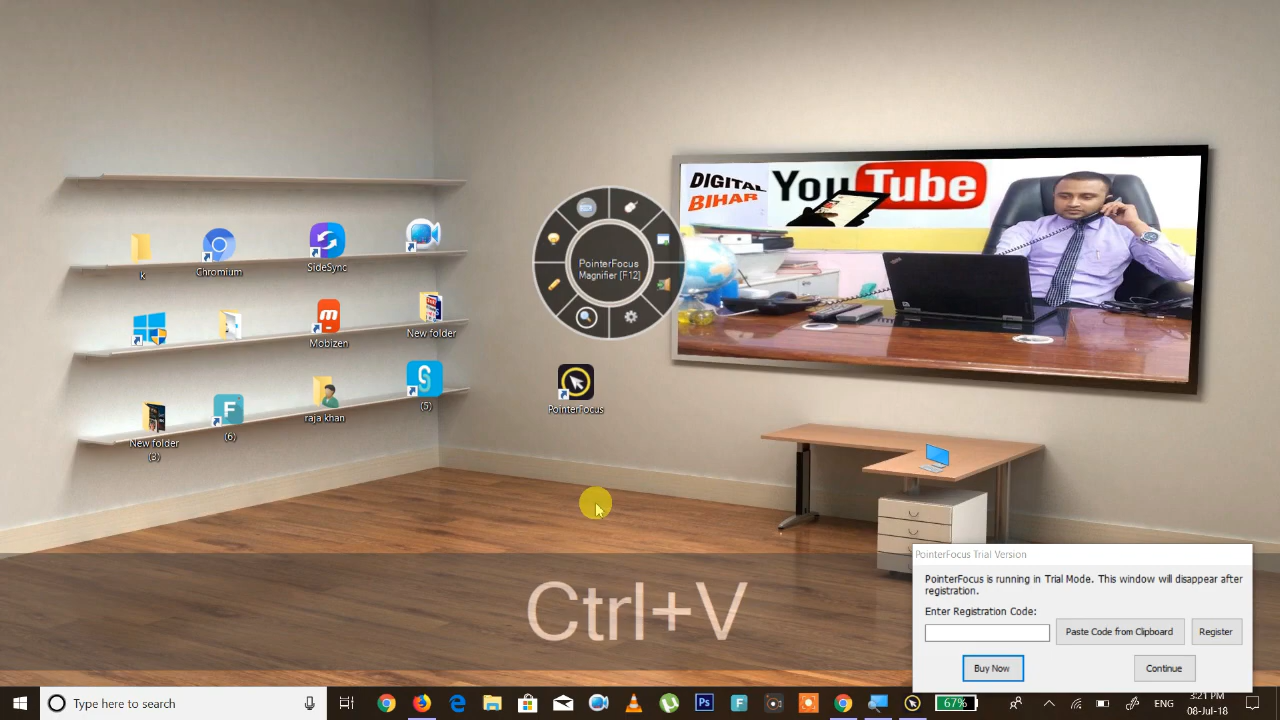 DIGITAL
BIHAR
YouTube
PointerFocus
Magnifier [F12]
K
Chromium
SideSync
Mobizen
New folder
PointerFocus
New folder
(3)
(6)
raja khan
(5)
Ctrl+V
PointerFocus Trial Version
PointerFocus is running in Trial Mode. This window will disappear after
registration.
Enter Registration Code:
Paste Code from Clipboard
Register
Buy Now
Continue
Type here to search
67%
ENG
3:21 PM
08-Jul-18